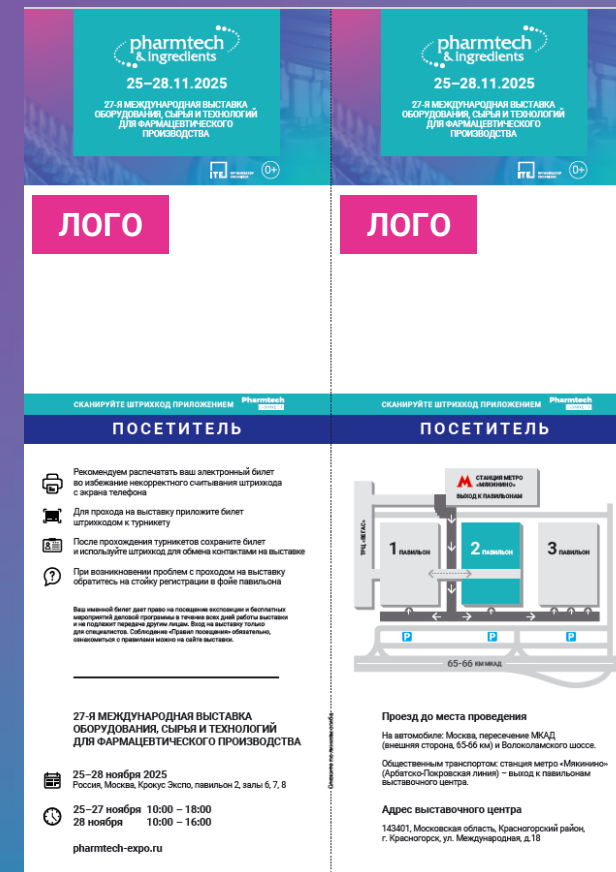 pharmtech
& ingredients
25–28.11.2025
27-Я МЕЖДУНАРОДНАЯ ВЫСТАВКА
ОБОРУДОВАНИЯ, СЫРЬЯ И ТЕХНОЛОГИЙ
ДЛЯ ФАРМАЦЕВТИЧЕСКОГО
ПРОИЗВОДСТВА
ITE
0+
ЛОГО
СКАНИРУЙТЕ ШТРИХКОД ПРИЛОЖЕНИЕМ Pharmtech
ПОСЕТИТЕЛЬ
Рекомендуем распечатать ваш электронный билет
во избежание некорректного считывания штрихкода
с экрана телефона
Для прохода на выставку приложите билет
штрихкодом к турникету
После прохождения турникетов сохраните билет
и используйте штрихкод для обмена контактами на выставке
При возникновении проблем с проходом на выставку
обратитесь на стойку регистрации в фойе павильона
Ваш именной билет дает право на посещение экспозиции и бесплатных
мероприятий деловой программы в течение всех дней работы выставки
и не подлежит передаче другим лицам. Вход на выставку только
для специалистов. Соблюдение «Правил посещения» обязательно,
ознакомиться с правилами можно на сайте выставки.
27-Я МЕЖДУНАРОДНАЯ ВЫСТАВКА
ОБОРУДОВАНИЯ, СЫРЬЯ И ТЕХНОЛОГИЙ
ДЛЯ ФАРМАЦЕВТИЧЕСКОГО ПРОИЗВОДСТВА
25–28 ноября 2025
Россия, Москва, Крокус Экспо, павильон 2, залы 6, 7, 8
25–27 ноября 10:00 – 18:00
28 ноября 10:00 – 16:00
pharmtech-expo.ru
pharmtech
& ingredients
25–28.11.2025
27-Я МЕЖДУНАРОДНАЯ ВЫСТАВКА
ОБОРУДОВАНИЯ, СЫРЬЯ И ТЕХНОЛОГИЙ
ДЛЯ ФАРМАЦЕВТИЧЕСКОГО
ПРОИЗВОДСТВА
ITE
0+
ЛОГО
СКАНИРУЙТЕ ШТРИХКОД ПРИЛОЖЕНИЕМ Pharmtech
ПОСЕТИТЕЛЬ
СТАНЦИЯ МЕТРО
«МЯКИНИНО»
ВЫХОД К ПАВИЛЬОНАМ
ТРЦ «ВЕГАС»
1 ПАВИЛЬОН
2 ПАВИЛЬОН
3 ПАВИЛЬОН
P
P
P
65-66 КМ МКАД
Проезд до места проведения
На автомобиле: Москва, пересечение МКАД
(внешняя сторона, 65-66 км) и Волоколамского шоссе.
Общественным транспортом: станция метро «Мякинино»
(Арбатско-Покровская линия) – выход к павильонам
выставочного центра.
Адрес выставочного центра
143401, Московская область, Красногорский район,
г. Красногорск, ул. Международная, д.18